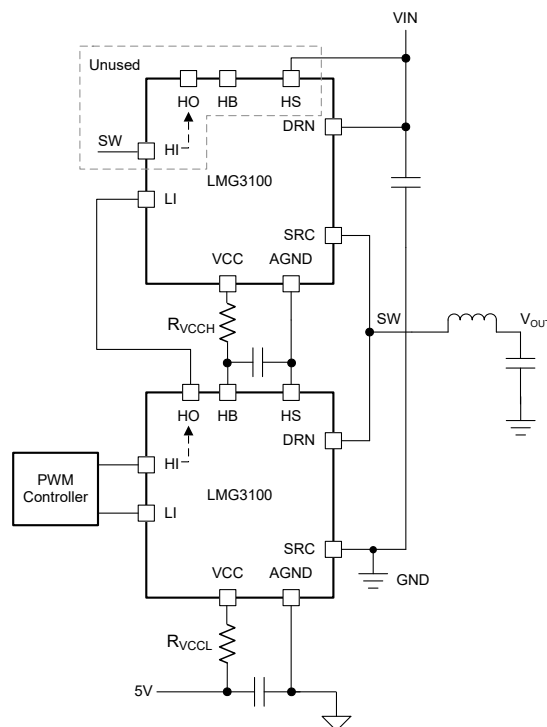 VIN
Unused
HO HB HS
DRN
SW
HI
LMG3100
LI
SRC
VCC AGND
RVCCH
SW
VOUT
HO HB HS
DRN
HI
PWM
Controller
LMG3100
LI
SRC
VCC AGND
GND
RVCCL
5V